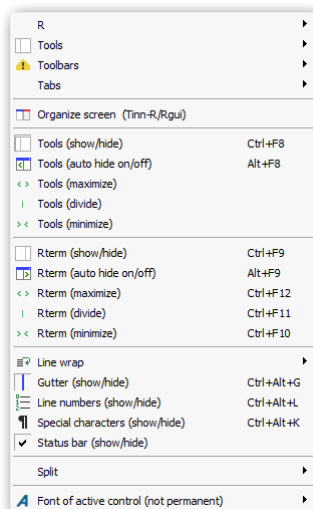 R
Tools
Toolbars
Tabs
Organize screen (Tinn-R/Rgui)
Tools (show/hide) Ctrl+F8
Tools (auto hide on/off) Alt+F8
Tools (maximize)
Tools (divide)
Tools (minimize)
Rterm (show/hide) Ctrl+F9
Rterm (auto hide on/off) Alt+F9
Rterm (maximize) Ctrl+F12
Rterm (divide) Ctrl+F11
Rterm (minimize) Ctrl+F10
Line wrap
Gutter (show/hide) Ctrl+Alt+G
Line numbers (show/hide) Ctrl+Alt+L
Special characters (show/hide) Ctrl+Alt+K
Status bar (show/hide)
Split
Font of active control (not permanent)